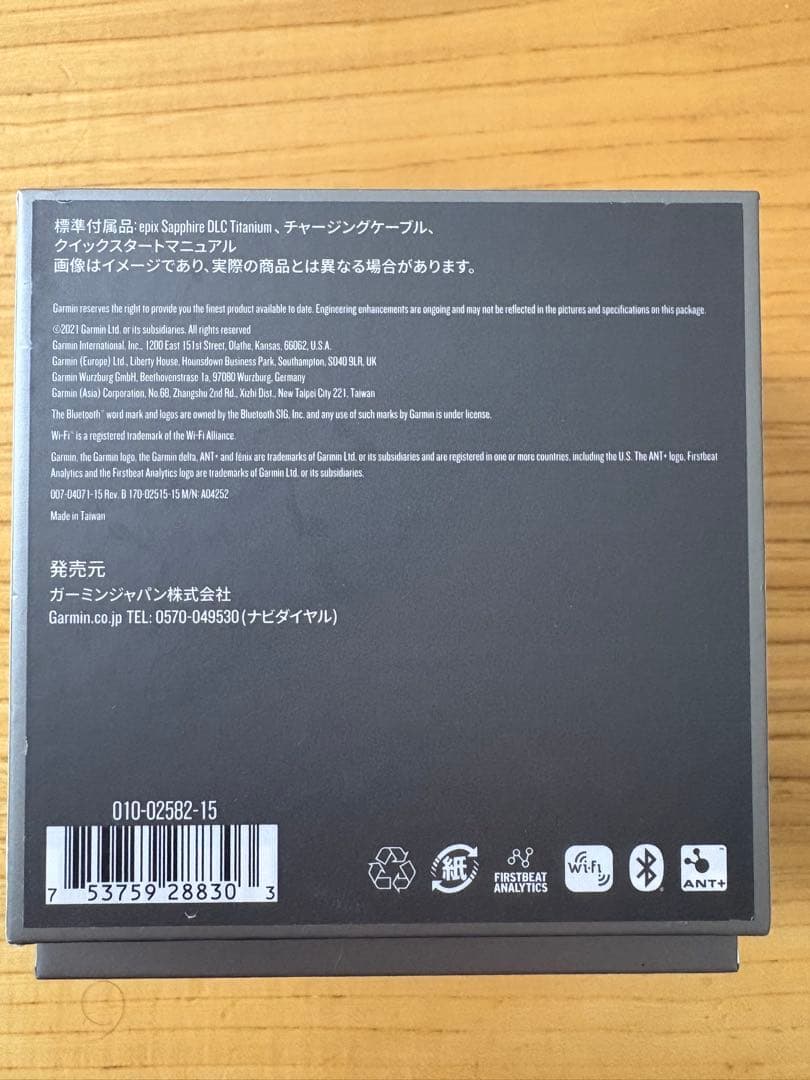 標準付属品：epix Sapphire DLC Titanium 、チャージングケーブル、
クイックスタートマニュアル
画像はイメージであり、実際の商品とは異なる場合があります。
Garmin reserves the right to provide you the finest product available to date. Engineering enhancements are ongoing and may not be reflected in the pictures and specifications on this package.
©2021 Garmin Ltd. or its subsidiaries. All rights reserved
Garmin International, Inc., 1200 East 151st Street, Olathe, Kansas, 66062, U.S.A.
Garmin (Europe) Ltd., Liberty House, Hounsdown Business Park, Southampton, SO40 9LR, UK
Garmin Wurzburg GmbH, Beethovenstrase 1a, 97080 Wurzburg, Germany
Garmin (Asia) Corporation, No.68, Zhangshu 2nd Rd., Xizhi Dist., New Taipei City 221, Taiwan
The Bluetooth™ word mark and logos are owned by the Bluetooth SIG, Inc. and any use of such marks by Garmin is under license.
Wi-Fi™ is a registered trademark of the Wi-Fi Alliance.
Garmin, the Garmin logo, the Garmin delta, ANT+ and fēnix are trademarks of Garmin Ltd. or its subsidiaries and are registered in one or more countries, including the U.S. The ANT+ logo, Firstbeat
Analytics and the Firstbeat Analytics logo are trademarks of Garmin Ltd. or its subsidiaries.
007-04071-15 Rev. B 170-02515-15 M/N: A04252
Made in Taiwan
発売元
ガーミンジャパン株式会社
Garmin.co.jp TEL: 0570-049530 (ナビダイヤル)
010-02582-15
7 53759 28830 3
紙
FIRSTBEAT
ANALYTICS
Wi-Fi
ANT+